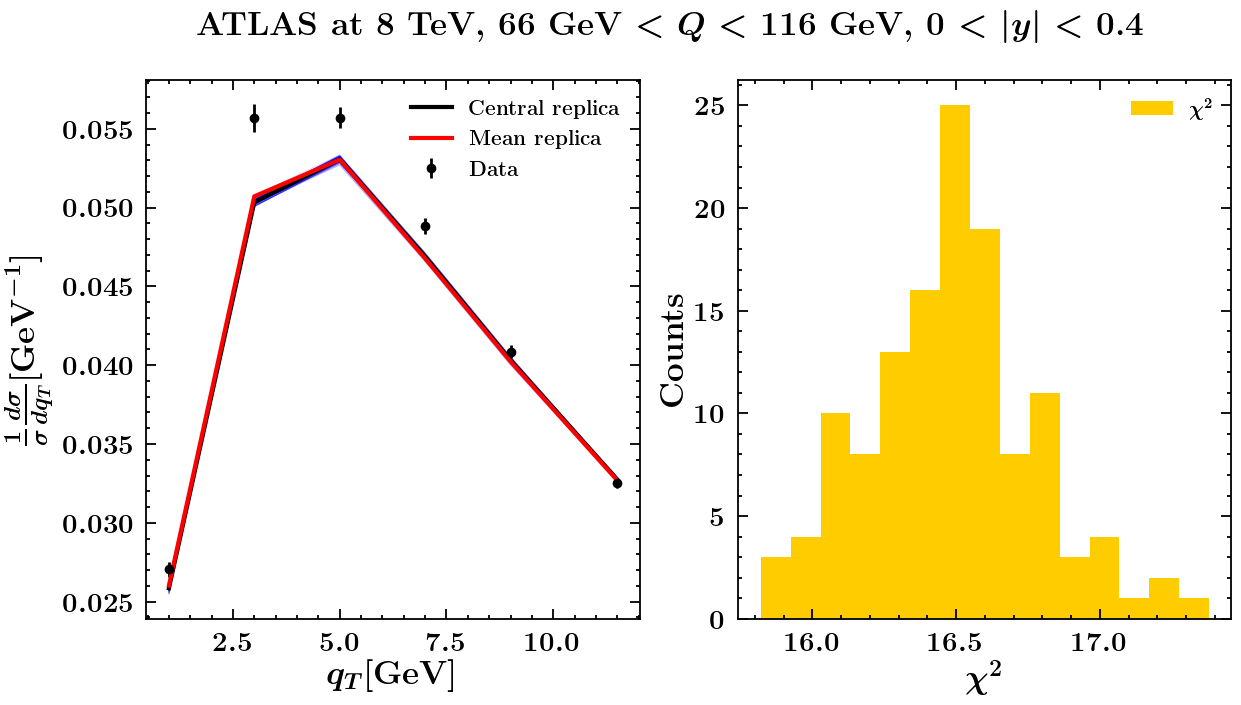 ATLAS at 8 TeV, 66 GeV < Q < 116 GeV, 0 < |y| < 0.4
Central replica
Mean replica
Data
0.055
0.050
0.045
0.040
0.035
0.030
0.025
1/σ dσ/dq_T [GeV⁻¹]
2.5 5.0 7.5 10.0
q_T[GeV]
χ²
25
20
15
10
5
0
Counts
16.0 16.5 17.0
χ²